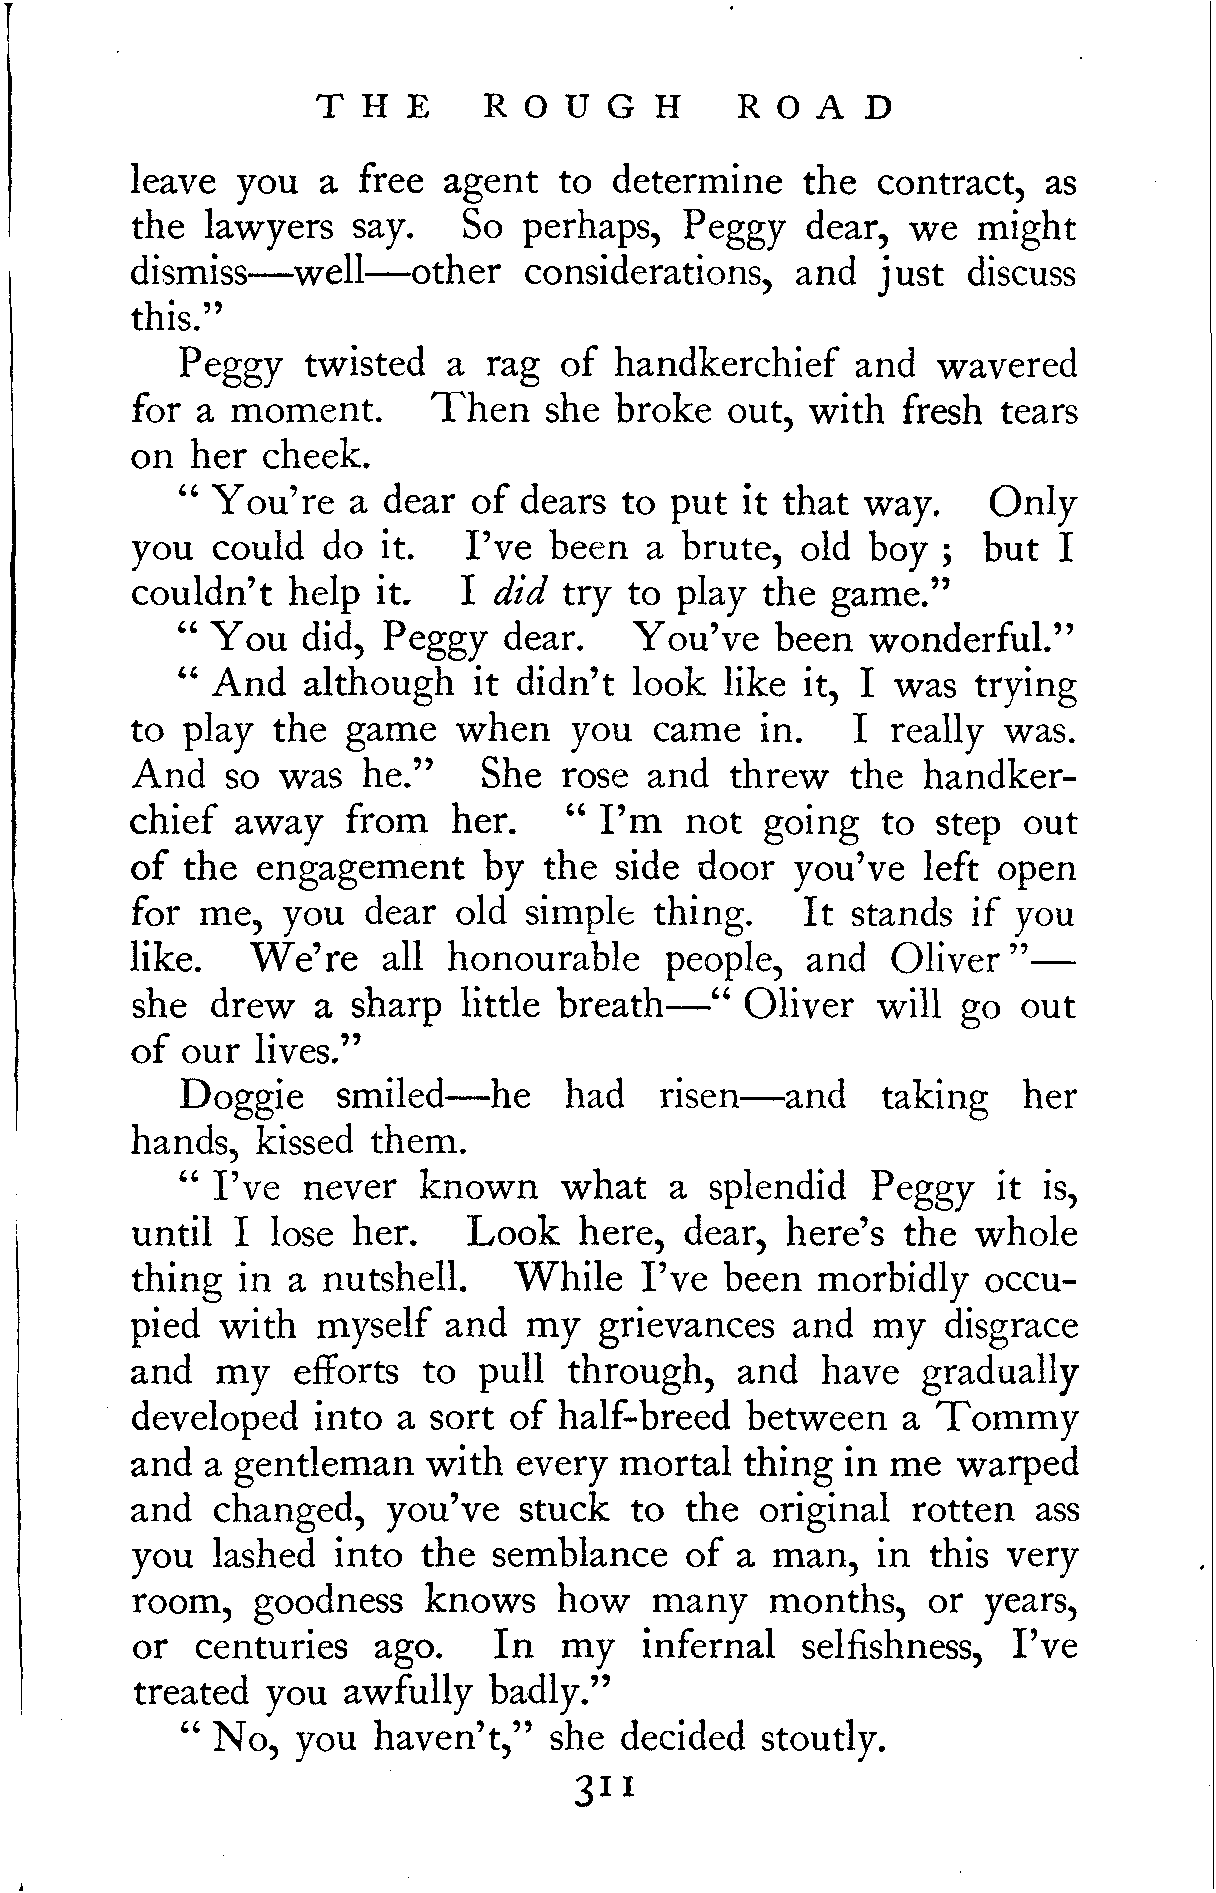 THE ROUGH ROAD
leave you a free agent to determine the contract, as
the lawyers say. So perhaps, Peggy dear, we might
dismiss—well—other considerations, and just discuss
this.”
Peggy twisted a rag of handkerchief and wavered
for a moment. Then she broke out, with fresh tears
on her cheek.
“ You’re a dear of dears to put it that way. Only
you could do it. I’ve been a brute, old boy ; but I
couldn’t help it. I did try to play the game.”
“ You did, Peggy dear. You’ve been wonderful.”
“ And although it didn’t look like it, I was trying
to play the game when you came in. I really was.
And so was he.” She rose and threw the handker-
chief away from her. “ I’m not going to step out
of the engagement by the side door you’ve left open
for me, you dear old simple thing. It stands if you
like. We’re all honourable people, and Oliver ”—
she drew a sharp little breath—“ Oliver will go out
of our lives.”
Doggie smiled—he had risen—and taking her
hands, kissed them.
“ I’ve never known what a splendid Peggy it is,
until I lose her. Look here, dear, here’s the whole
thing in a nutshell. While I’ve been morbidly occu-
pied with myself and my grievances and my disgrace
and my efforts to pull through, and have gradually
developed into a sort of half-breed between a Tommy
and a gentleman with every mortal thing in me warped
and changed, you’ve stuck to the original rotten ass
you lashed into the semblance of a man, in this very
room, goodness knows how many months, or years,
or centuries ago. In my infernal selfishness, I’ve
treated you awfully badly.”
“ No, you haven’t,” she decided stoutly.
311